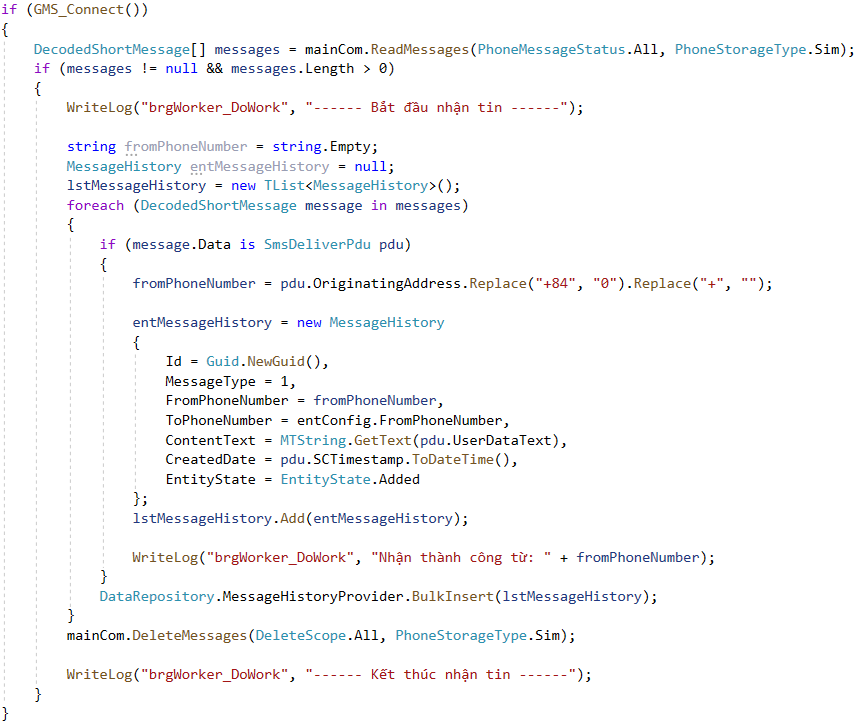 if (GMS_Connect())
{
    DecodedShortMessage[] messages = mainCom.ReadMessages(PhoneMessageStatus.All, PhoneStorageType.Sim);
    if (messages != null && messages.Length > 0)
    {
        WriteLog("brgWorker_DoWork", "------ Bắt đầu nhận tin ------");

        string fromPhoneNumber = string.Empty;
        MessageHistory entMessageHistory = null;
        lstMessageHistory = new TList<MessageHistory>();
        foreach (DecodedShortMessage message in messages)
        {
            if (message.Data is SmsDeliverPdu pdu)
            {
                fromPhoneNumber = pdu.OriginatingAddress.Replace("+84", "0").Replace("+", "");

                entMessageHistory = new MessageHistory
                {
                    Id = Guid.NewGuid(),
                    MessageType = 1,
                    FromPhoneNumber = fromPhoneNumber,
                    ToPhoneNumber = entConfig.FromPhoneNumber,
                    ContentText = MTString.GetText(pdu.UserDataText),
                    CreatedDate = pdu.SCTimestamp.ToDateTime(),
                    EntityState = EntityState.Added
                };
                lstMessageHistory.Add(entMessageHistory);

                WriteLog("brgWorker_DoWork", "Nhận thành công từ: " + fromPhoneNumber);
            }
            DataRepository.MessageHistoryProvider.BulkInsert(lstMessageHistory);
        }
        mainCom.DeleteMessages(DeleteScope.All, PhoneStorageType.Sim);

        WriteLog("brgWorker_DoWork", "------ Kết thúc nhận tin ------");
    }
}